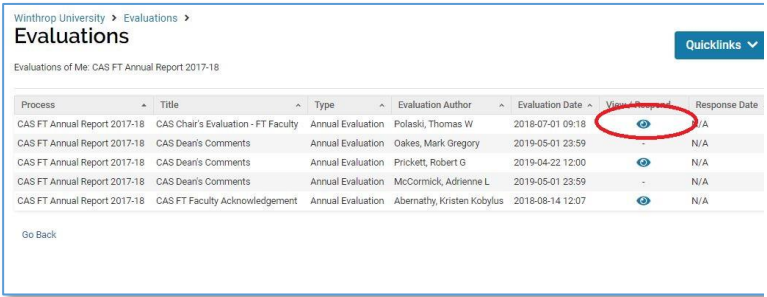 Winthrop University > Evaluations >
Evaluations
Quicklinks
Evaluations of Me: CAS FT Annual Report 2017-18
Process Title Type Evaluation Author Evaluation Date View / Respond Response Date
CAS FT Annual Report 2017-18 CAS Chair's Evaluation - FT Faculty Annual Evaluation Polaski, Thomas W 2018-07-01 09:18 N/A
CAS FT Annual Report 2017-18 CAS Dean's Comments Annual Evaluation Oakes, Mark Gregory 2019-05-01 23:59 - N/A
CAS FT Annual Report 2017-18 CAS Dean's Comments Annual Evaluation Prickett, Robert G 2019-04-22 12:00 N/A
CAS FT Annual Report 2017-18 CAS Dean's Comments Annual Evaluation McCormick, Adrienne L 2019-05-01 23:59 - N/A
CAS FT Annual Report 2017-18 CAS FT Faculty Acknowledgement Annual Evaluation Abernathy, Kristen Kobylus 2018-08-14 12:07 N/A
Go Back